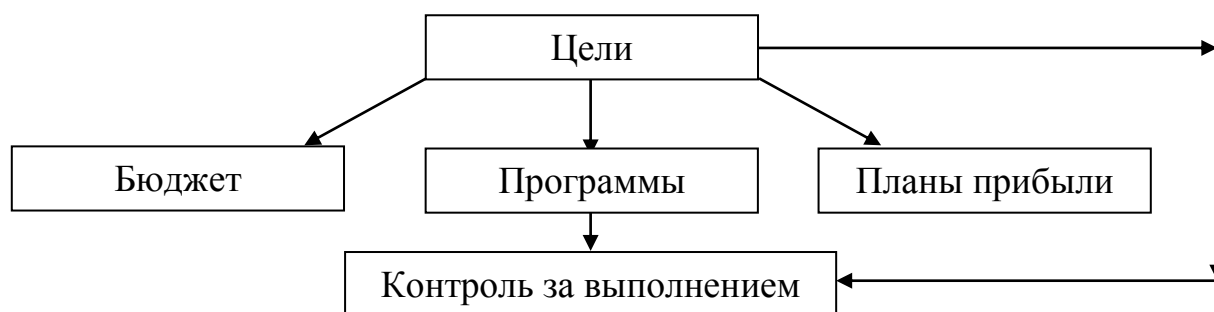 Цели
Бюджет
Программы
Планы прибыли
Контроль за выполнением